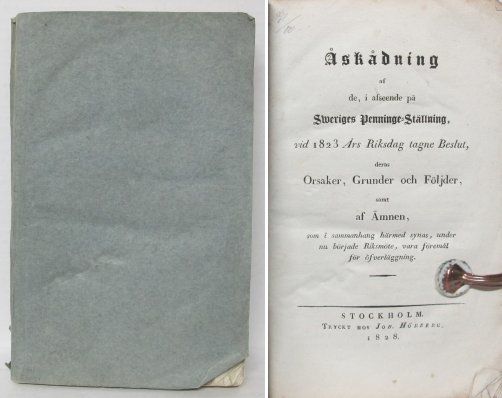 Åskådning
af
de, i afseende på
Sweriges Penninge-Ställning,
vid 1823 Års Riksdag tagne Beslut,
deras
Orsaker, Grunder och Följder,
samt
af Ämnen,
som i sammanhang härmed synas, under
nu började Riksmöte, vara föremål
för öfverläggning.
STOCKHOLM.
Tryckt hos Joh. Hörberg,
1828.